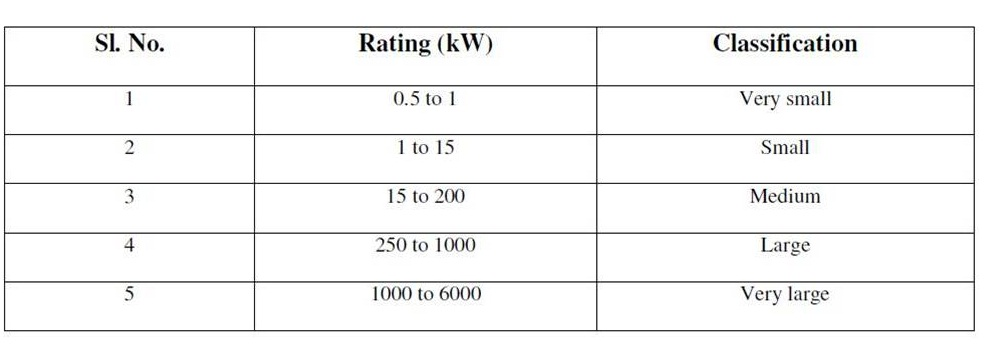 Sl. No. Rating (kW) Classification
1 0.5 to 1 Very small
2 1 to 15 Small
3 15 to 200 Medium
4 250 to 1000 Large
5 1000 to 6000 Very large